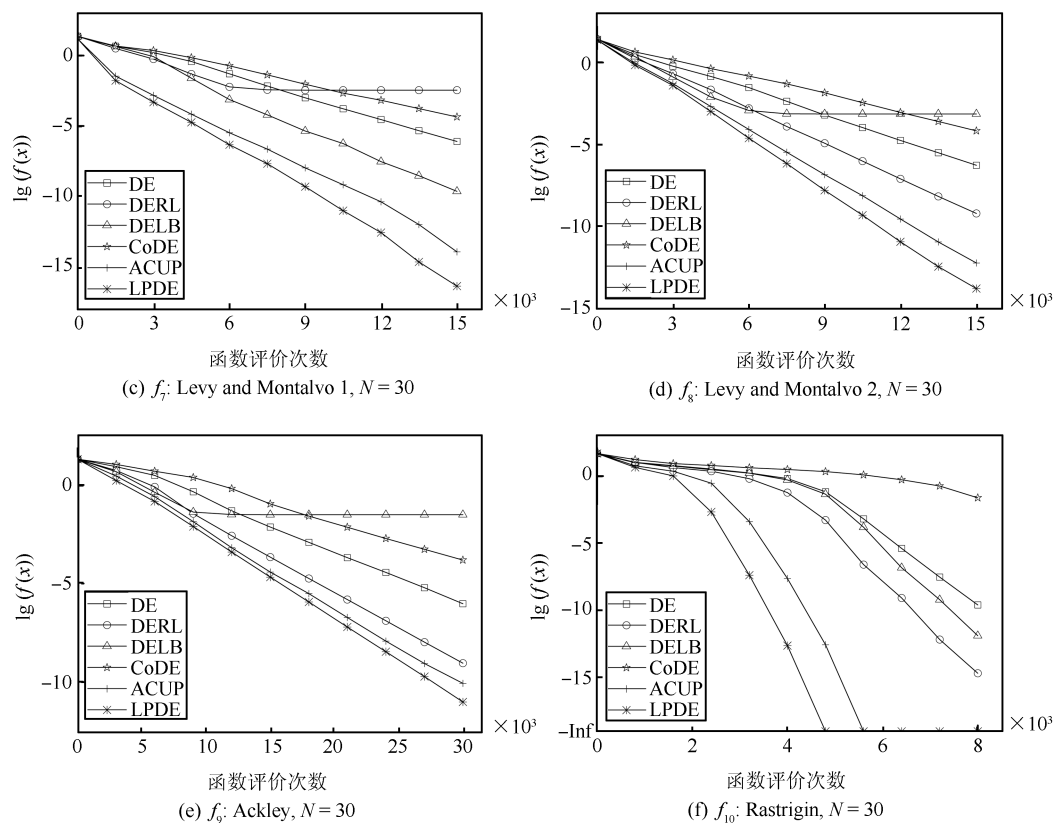 0
−5
−10
−15
lg (f (x))
DE
DERL
DELB
CoDE
ACUP
LPDE
0 3 6 9 12 15
×10³
函数评价次数
(c) f₇: Levy and Montalvo 1, N = 30
0
−5
−10
−15
lg (f (x))
DE
DERL
DELB
CoDE
ACUP
LPDE
0 3 6 9 12 15
×10³
函数评价次数
(d) f₈: Levy and Montalvo 2, N = 30
0
−5
−10
lg (f (x))
DE
DERL
DELB
CoDE
ACUP
LPDE
0 5 10 15 20 25 30
×10³
函数评价次数
(e) f₉: Ackley, N = 30
0
−5
−10
−15
−Inf
lg (f (x))
DE
DERL
DELB
CoDE
ACUP
LPDE
0 2 4 6 8
×10³
函数评价次数
(f) f₁₀: Rastrigin, N = 30